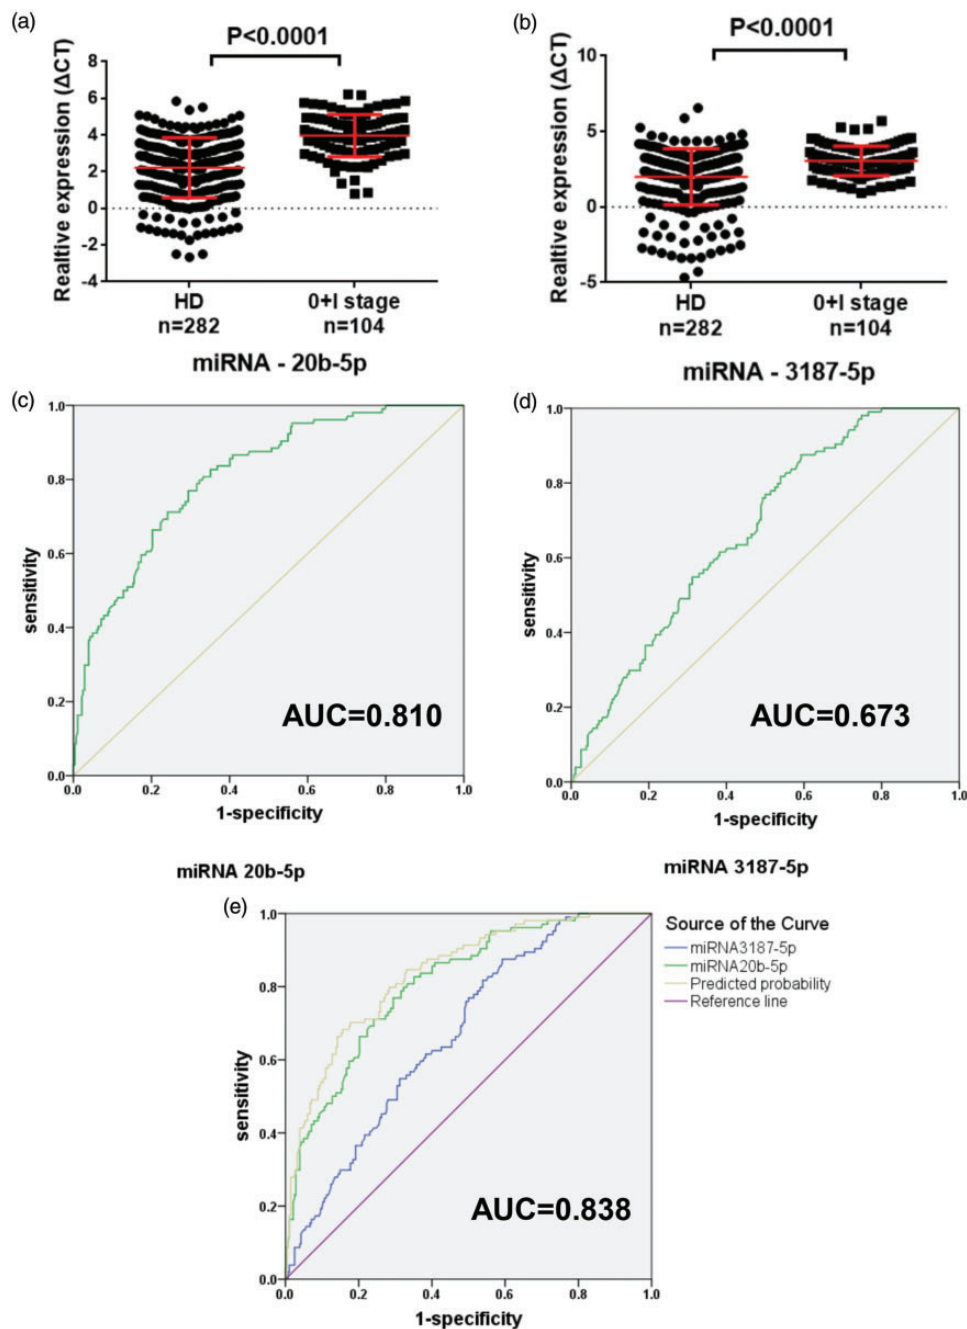 (a)
P<0.0001
Realtive expression (ΔCT)
8
6
4
2
0
-2
-4
HD
n=282
0+I stage
n=104
miRNA - 20b-5p
(b)
P<0.0001
Realtive expression (ΔCT)
10
5
0
-5
HD
n=282
0+I stage
n=104
miRNA - 3187-5p
(c)
sensitivity
1.0
0.8
0.6
0.4
0.2
0.0
AUC=0.810
0.0 0.2 0.4 0.6 0.8 1.0
1-specificity
miRNA 20b-5p
(d)
sensitivity
1.0
0.8
0.6
0.4
0.2
0.0
AUC=0.673
0.0 0.2 0.4 0.6 0.8 1.0
1-specificity
miRNA 3187-5p
(e)
sensitivity
1.0
0.8
0.6
0.4
0.2
0.0
AUC=0.838
0.0 0.2 0.4 0.6 0.8 1.0
1-specificity
Source of the Curve
miRNA3187-5p
miRNA20b-5p
Predicted probability
Reference line